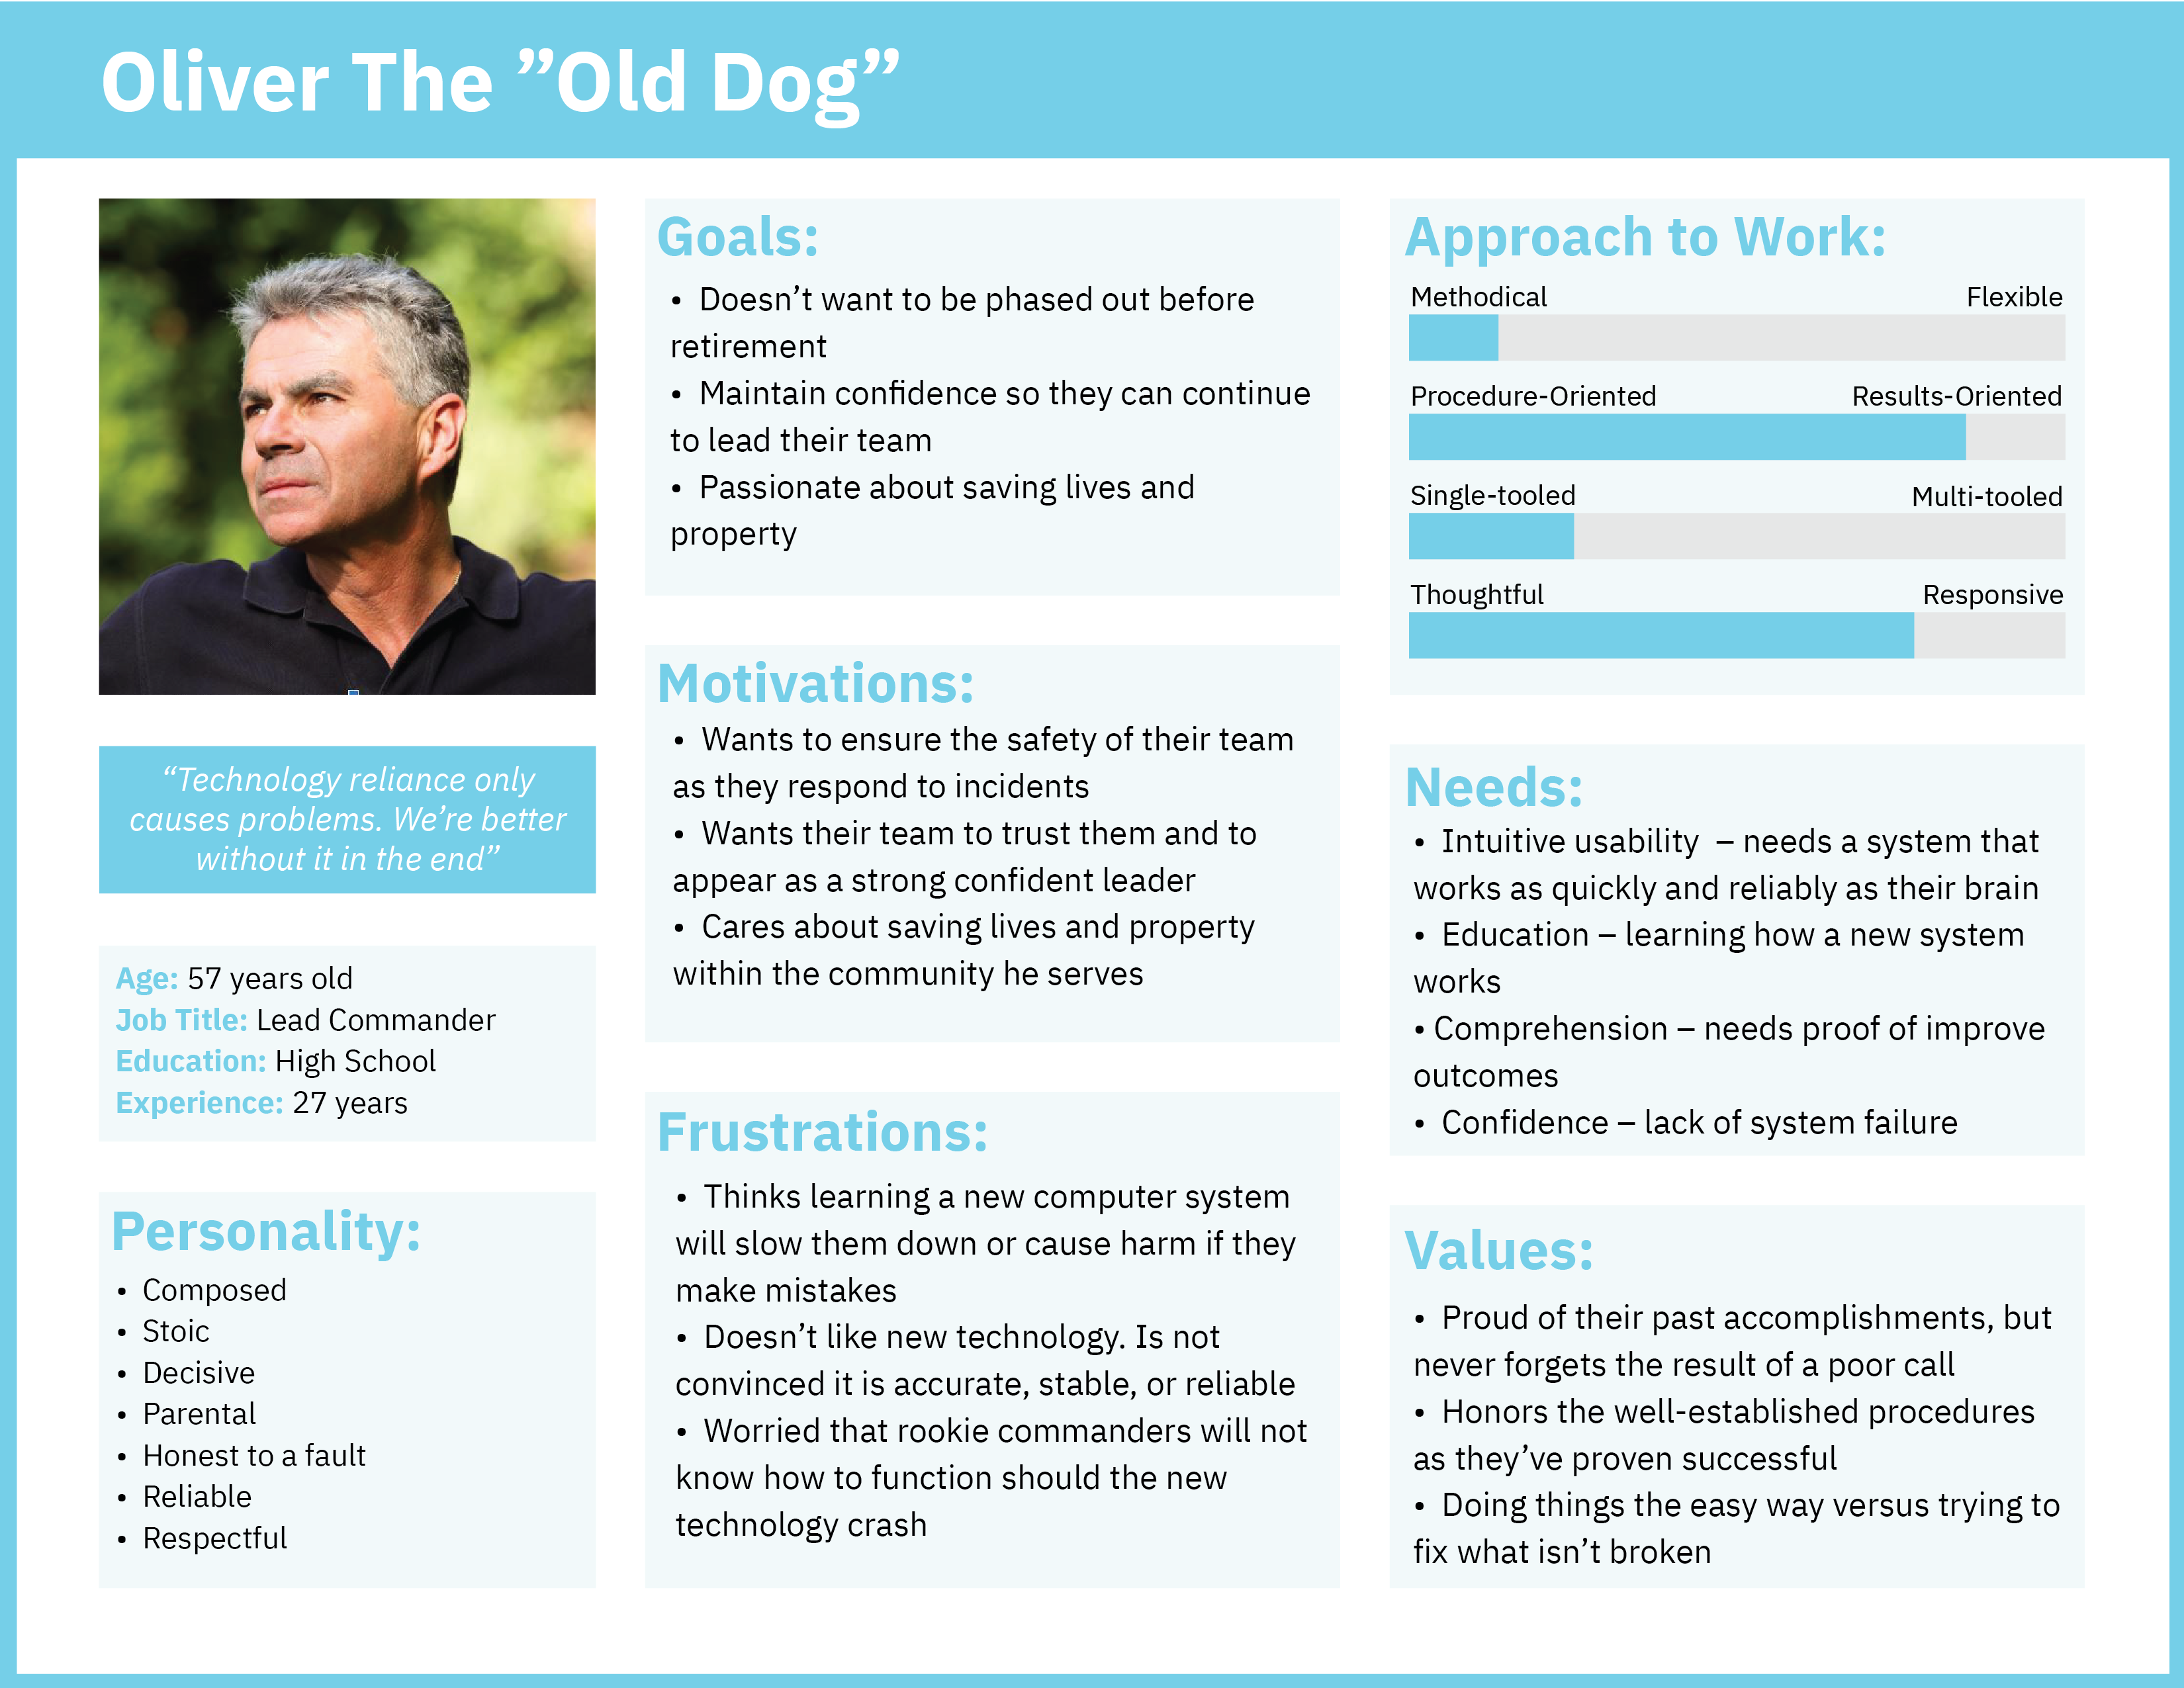 Oliver The ”Old Dog”
“Technology reliance only
causes problems. We’re better
without it in the end”
Age: 57 years old
Job Title: Lead Commander
Education: High School
Experience: 27 years
Personality:
• Composed
• Stoic
• Decisive
• Parental
• Honest to a fault
• Reliable
• Respectful
Goals:
• Doesn’t want to be phased out before
retirement
• Maintain confidence so they can continue
to lead their team
• Passionate about saving lives and
property
Motivations:
• Wants to ensure the safety of their team
as they respond to incidents
• Wants their team to trust them and to
appear as a strong confident leader
• Cares about saving lives and property
within the community he serves
Frustrations:
• Thinks learning a new computer system
will slow them down or cause harm if they
make mistakes
• Doesn’t like new technology. Is not
convinced it is accurate, stable, or reliable
• Worried that rookie commanders will not
know how to function should the new
technology crash
Approach to Work:
Methodical Flexible
Procedure-Oriented Results-Oriented
Single-tooled Multi-tooled
Thoughtful Responsive
Needs:
• Intuitive usability – needs a system that
works as quickly and reliably as their brain
• Education – learning how a new system
works
• Comprehension – needs proof of improve
outcomes
• Confidence – lack of system failure
Values:
• Proud of their past accomplishments, but
never forgets the result of a poor call
• Honors the well-established procedures
as they’ve proven successful
• Doing things the easy way versus trying to
fix what isn’t broken